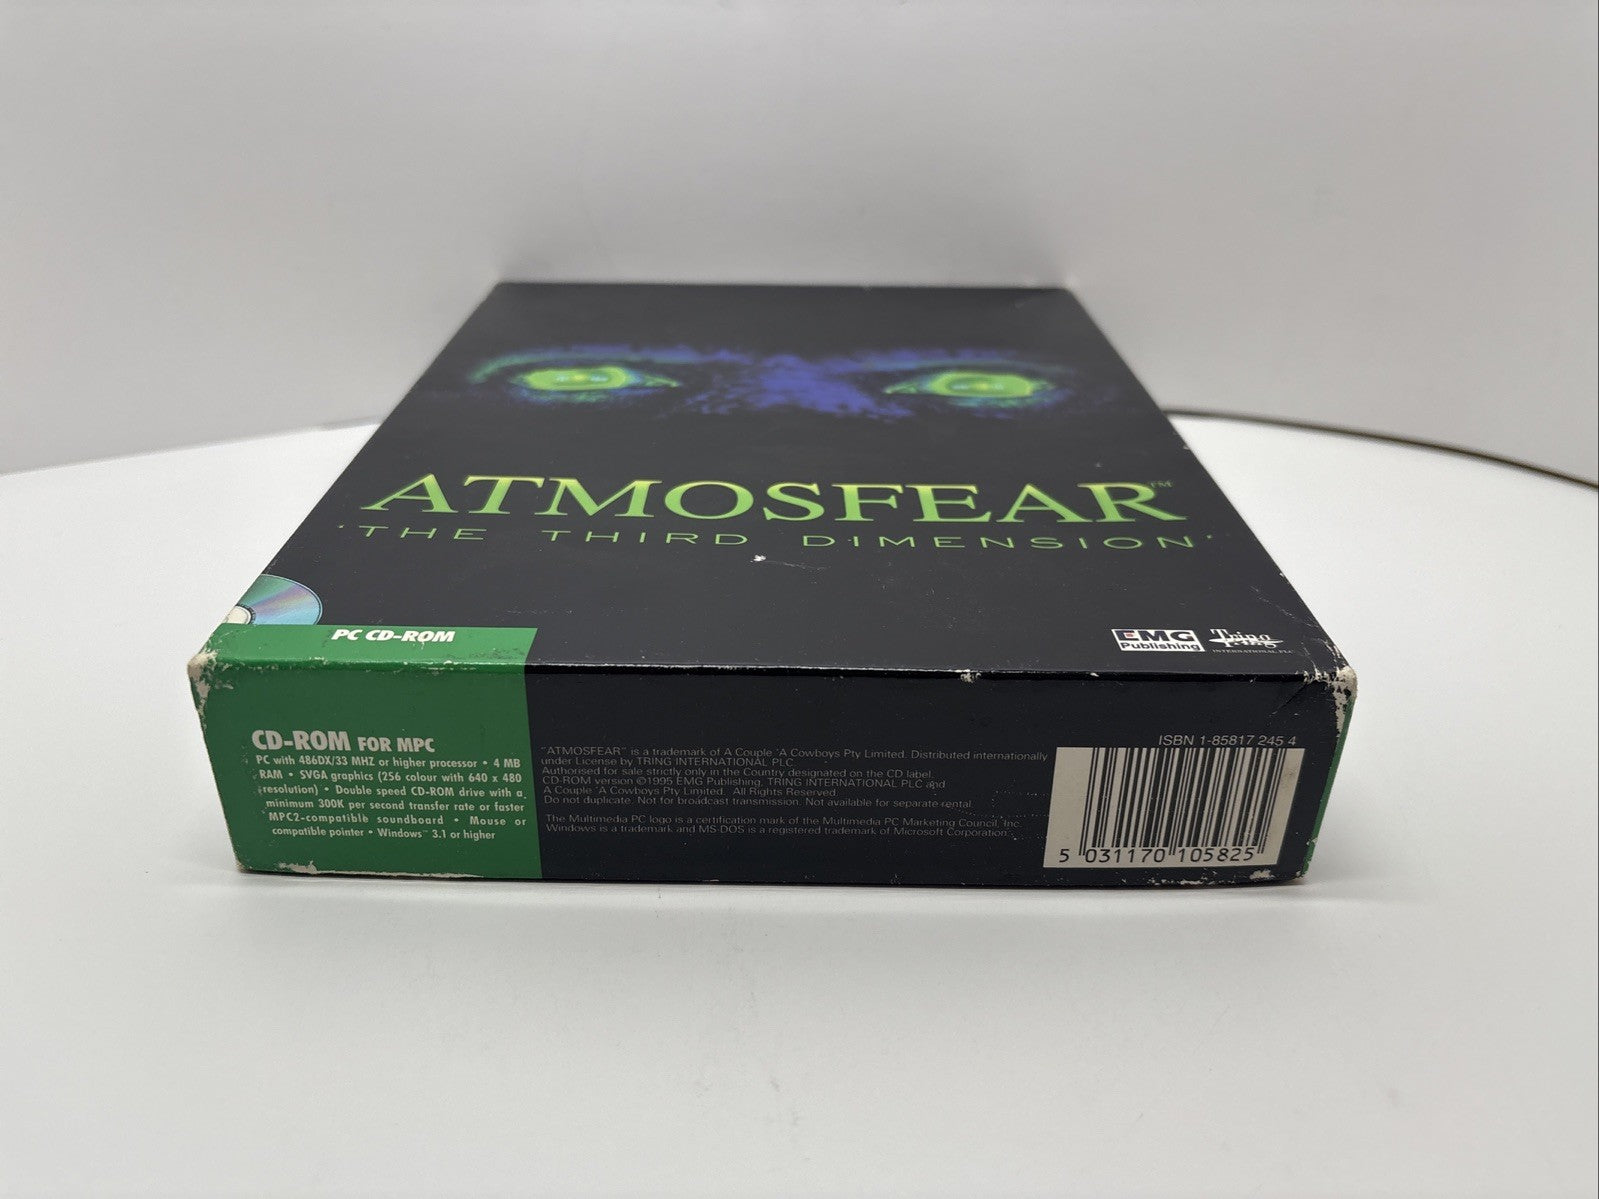 ATMOSFEAR™
'THE THIRD DIMENSION'
PC CD-ROM
EMG
Publishing
Tring
INTERNATIONAL PLC
CD-ROM FOR MPC
PC with 486DX/33 MHZ or higher processor • 4 MB
RAM • SVGA graphics (256 colour with 640 x 480
resolution) • Double speed CD-ROM drive with a
minimum 300K per second transfer rate or faster
MPC2-compatible soundboard • Mouse or
compatible pointer • Windows™ 3.1 or higher
"ATMOSFEAR" is a trademark of A Couple 'A Cowboys Pty Limited. Distributed internationally
under License by TRING INTERNATIONAL PLC
Authorised for sale strictly only in the Country designated on the CD label.
CD-ROM version ©1995 EMG Publishing, TRING INTERNATIONAL PLC and
A Couple 'A Cowboys Pty Limited. All Rights Reserved.
Do not duplicate. Not for broadcast transmission. Not available for separate rental.
The Multimedia PC logo is a certification mark of the Multimedia PC Marketing Council, Inc.
Windows is a trademark and MS-DOS is a registered trademark of Microsoft Corporation.
ISBN 1-85817 245 4
5 031170 105825